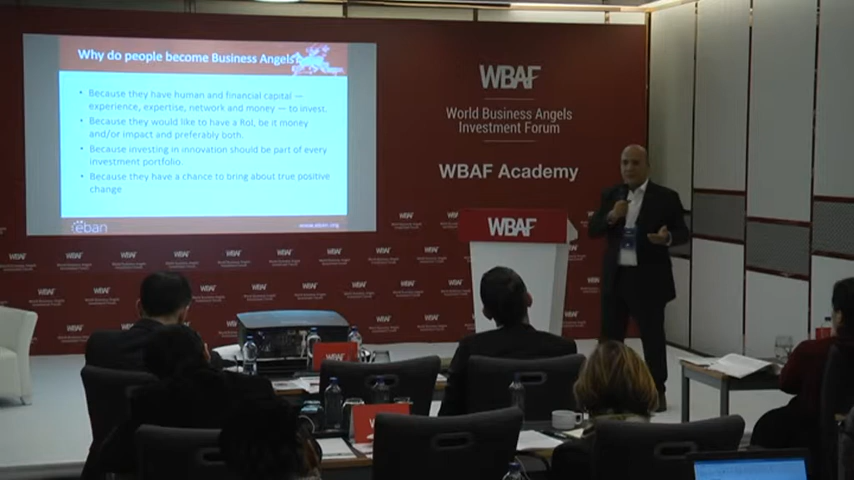 Why do people become Business Angels
• Because they have human and financial capital —
experience, expertise, network and money — to invest.
• Because they would like to have a RoI, be it money
and/or impact and preferably both.
• Because investing in innovation should be part of every
investment portfolio.
• Because they have a chance to bring about true positive
change.
eban
www.eban.org
WBAF
World Business Angels
Investment Forum
WBAF Academy
WBAF